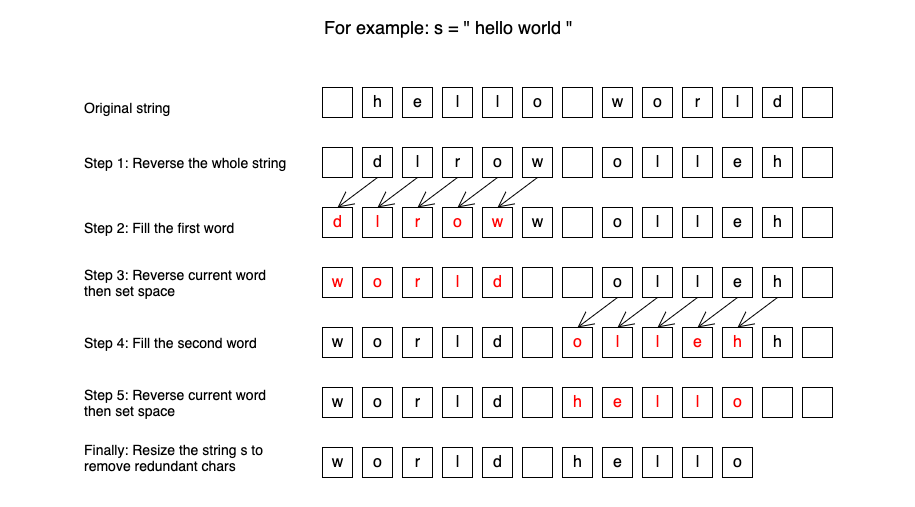 For example: s = " hello world "
Original string h e l l o w o r l d
Step 1: Reverse the whole string d l r o w o l l e h
Step 2: Fill the first word d l r o w w o l l e h
Step 3: Reverse current word
then set space w o r l d o l l e h
Step 4: Fill the second word w o r l d o l l e h h
Step 5: Reverse current word
then set space w o r l d h e l l o
Finally: Resize the string s to
remove redundant chars w o r l d h e l l o